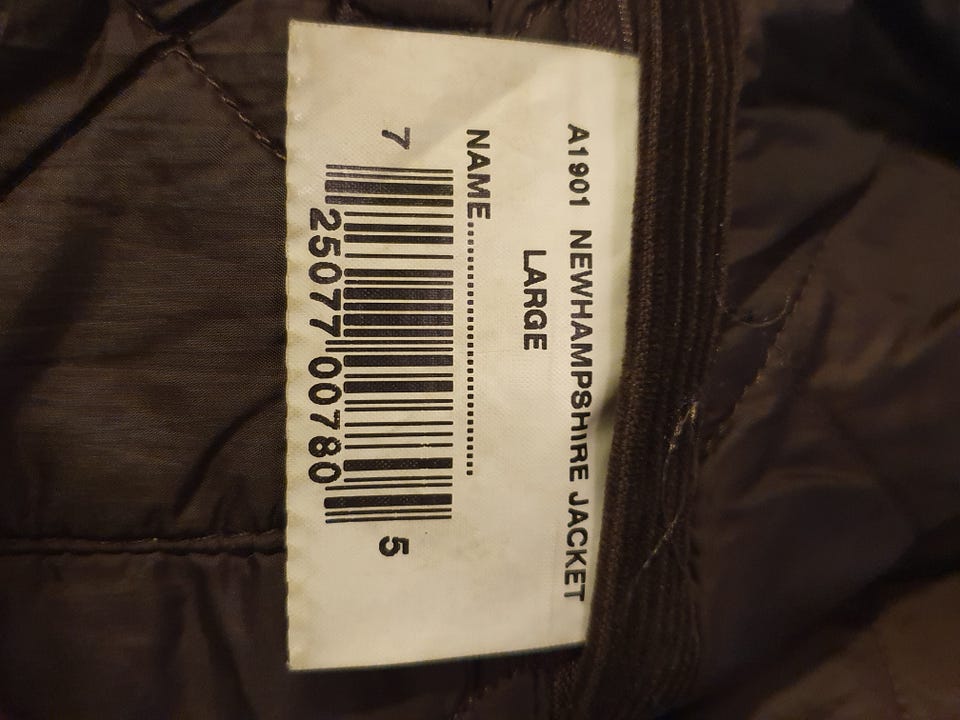 A1901 NEWHAMPSHIRE JACKET
LARGE
NAME..............................
7 25077 00780 5